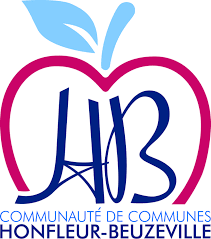 HB
COMMUNAUTÉ DE COMMUNES
HONFLEUR-BEUZEVILLE